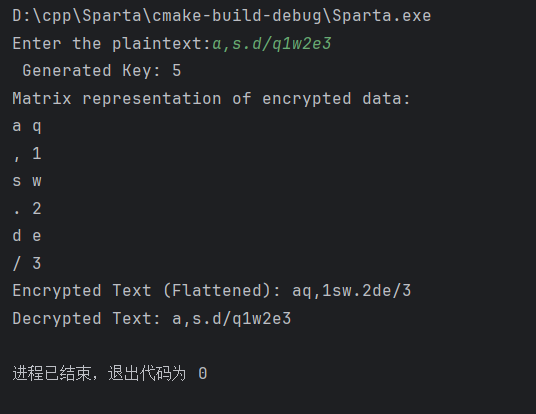 D:\cpp\Sparta\cmake-build-debug\Sparta.exe
Enter the plaintext:a,s.d/q1w2e3
 Generated Key: 5
Matrix representation of encrypted data:
a q
, 1
s w
. 2
d e
/ 3
Encrypted Text (Flattened): aq,1sw.2de/3
Decrypted Text: a,s.d/q1w2e3
进程已结束，退出代码为 0